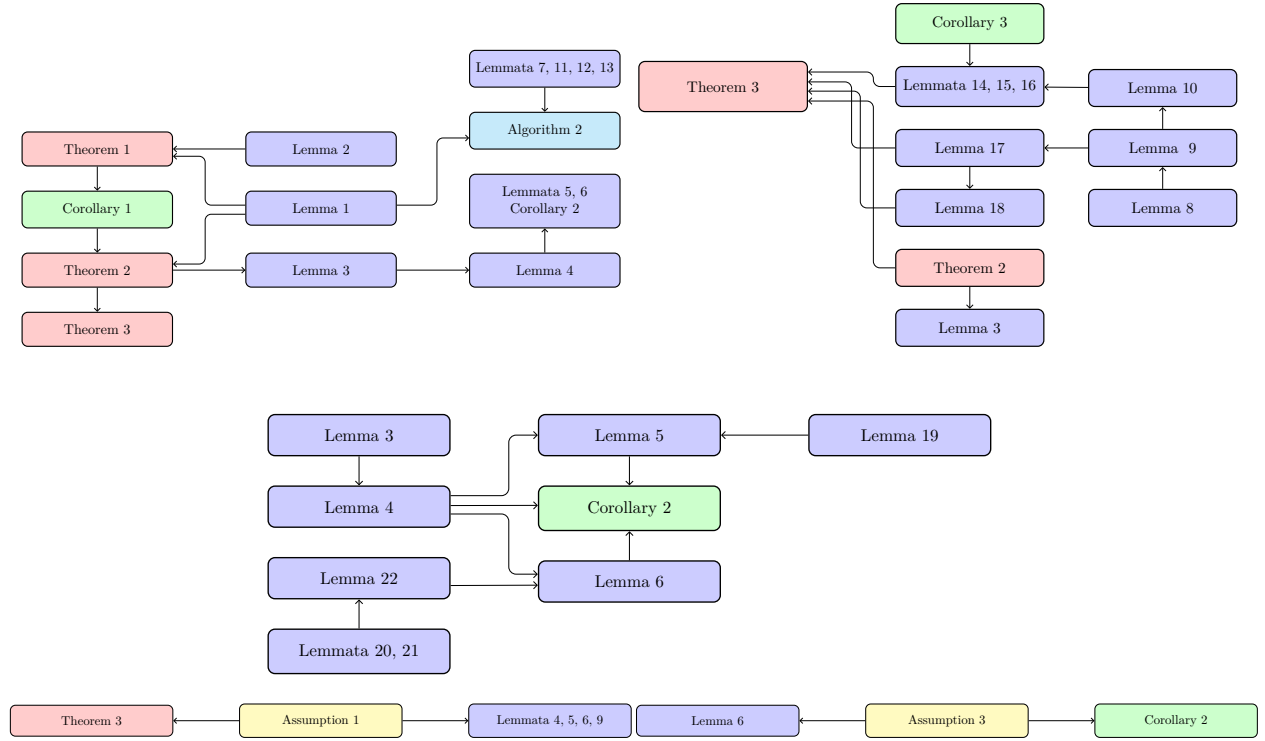 Lemmata 7, 11, 12, 13
Algorithm 2
Theorem 1
Lemma 2
Corollary 1
Lemma 1
Lemmata 5, 6
Corollary 2
Theorem 2
Lemma 3
Lemma 4
Theorem 3
Corollary 3
Theorem 3
Lemmata 14, 15, 16
Lemma 10
Lemma 17
Lemma 9
Lemma 18
Lemma 8
Theorem 2
Lemma 3
Lemma 3
Lemma 5
Lemma 19
Lemma 4
Corollary 2
Lemma 22
Lemma 6
Lemmata 20, 21
Theorem 3
Assumption 1
Lemmata 4, 5, 6, 9
Lemma 6
Assumption 3
Corollary 2